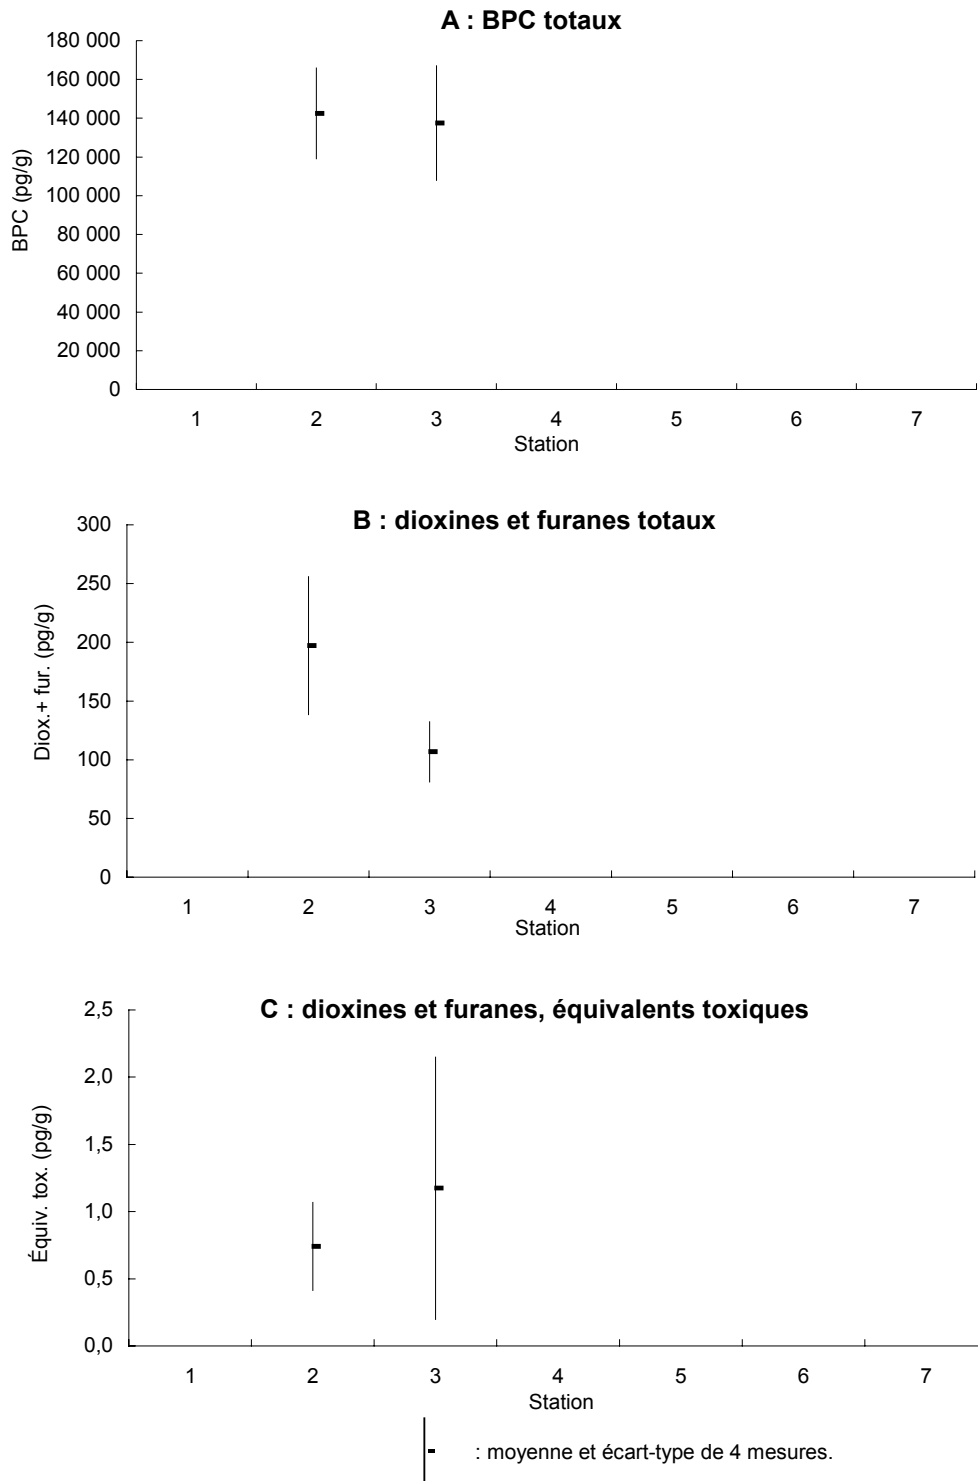 A : BPC totaux
180 000
160 000
140 000
120 000
100 000
80 000
60 000
40 000
20 000
0
BPC (pg/g)
1 2 3 4 5 6 7
Station
B : dioxines et furanes totaux
300
250
200
150
100
50
0
Diox.+ fur. (pg/g)
1 2 3 4 5 6 7
Station
C : dioxines et furanes, équivalents toxiques
2,5
2,0
1,5
1,0
0,5
0,0
Équiv. tox. (pg/g)
1 2 3 4 5 6 7
Station
: moyenne et écart-type de 4 mesures.